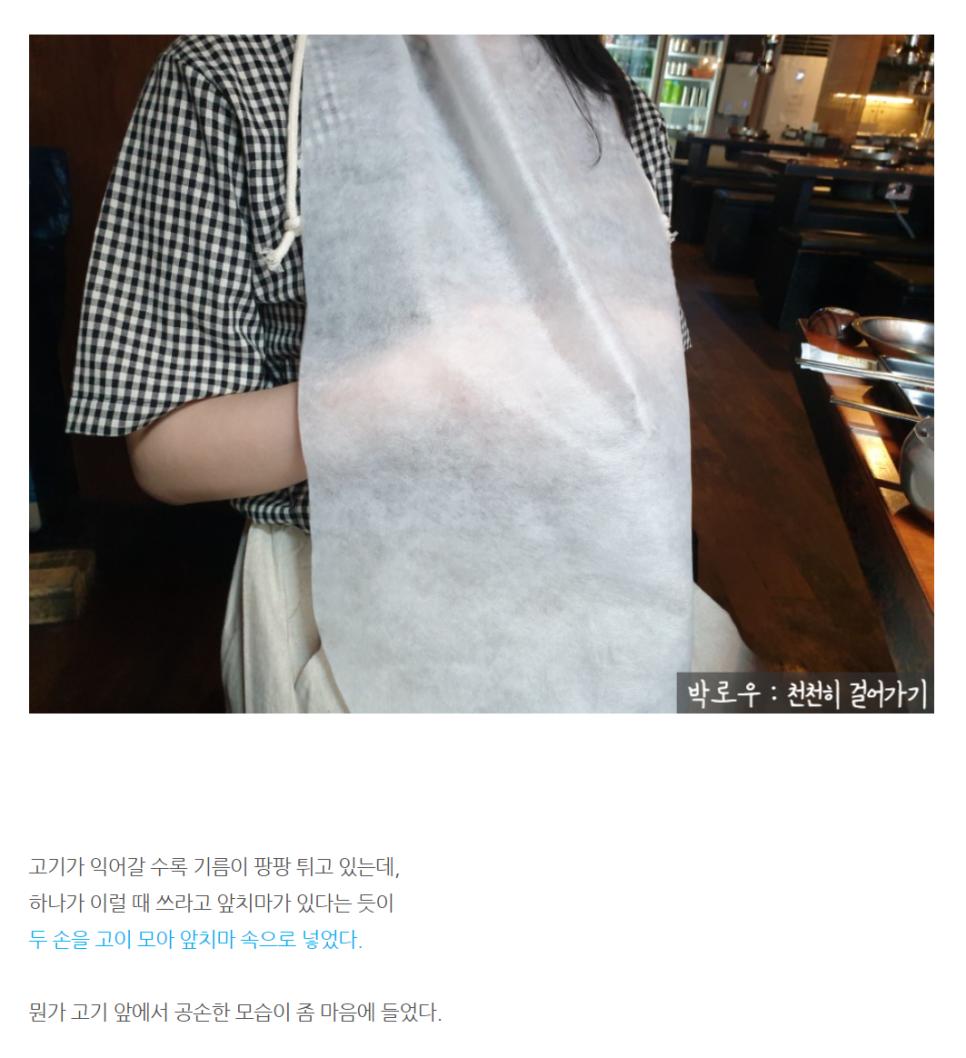 박로우 : 천천히 걸어가기
고기가 익어갈 수록 기름이 팡팡 튀고 있는데,
하나가 이럴 때 쓰라고 앞치마가 있다는 듯이
두 손을 고이 모아 앞치마 속으로 넣었다.
뭔가 고기 앞에서 공손한 모습이 좀 마음에 들었다.